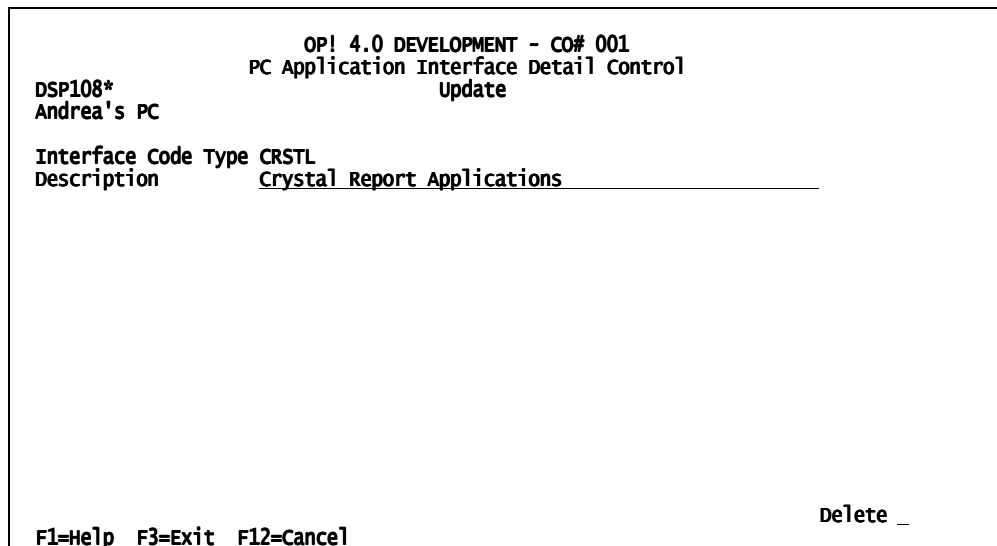 OP! 4.0 DEVELOPMENT - CO# 001
PC Application Interface Detail Control
DSP108* Update
Andrea's PC
Interface Code Type CRSTL
Description Crystal Report Applications
Delete _
F1=Help F3=Exit F12=Cancel